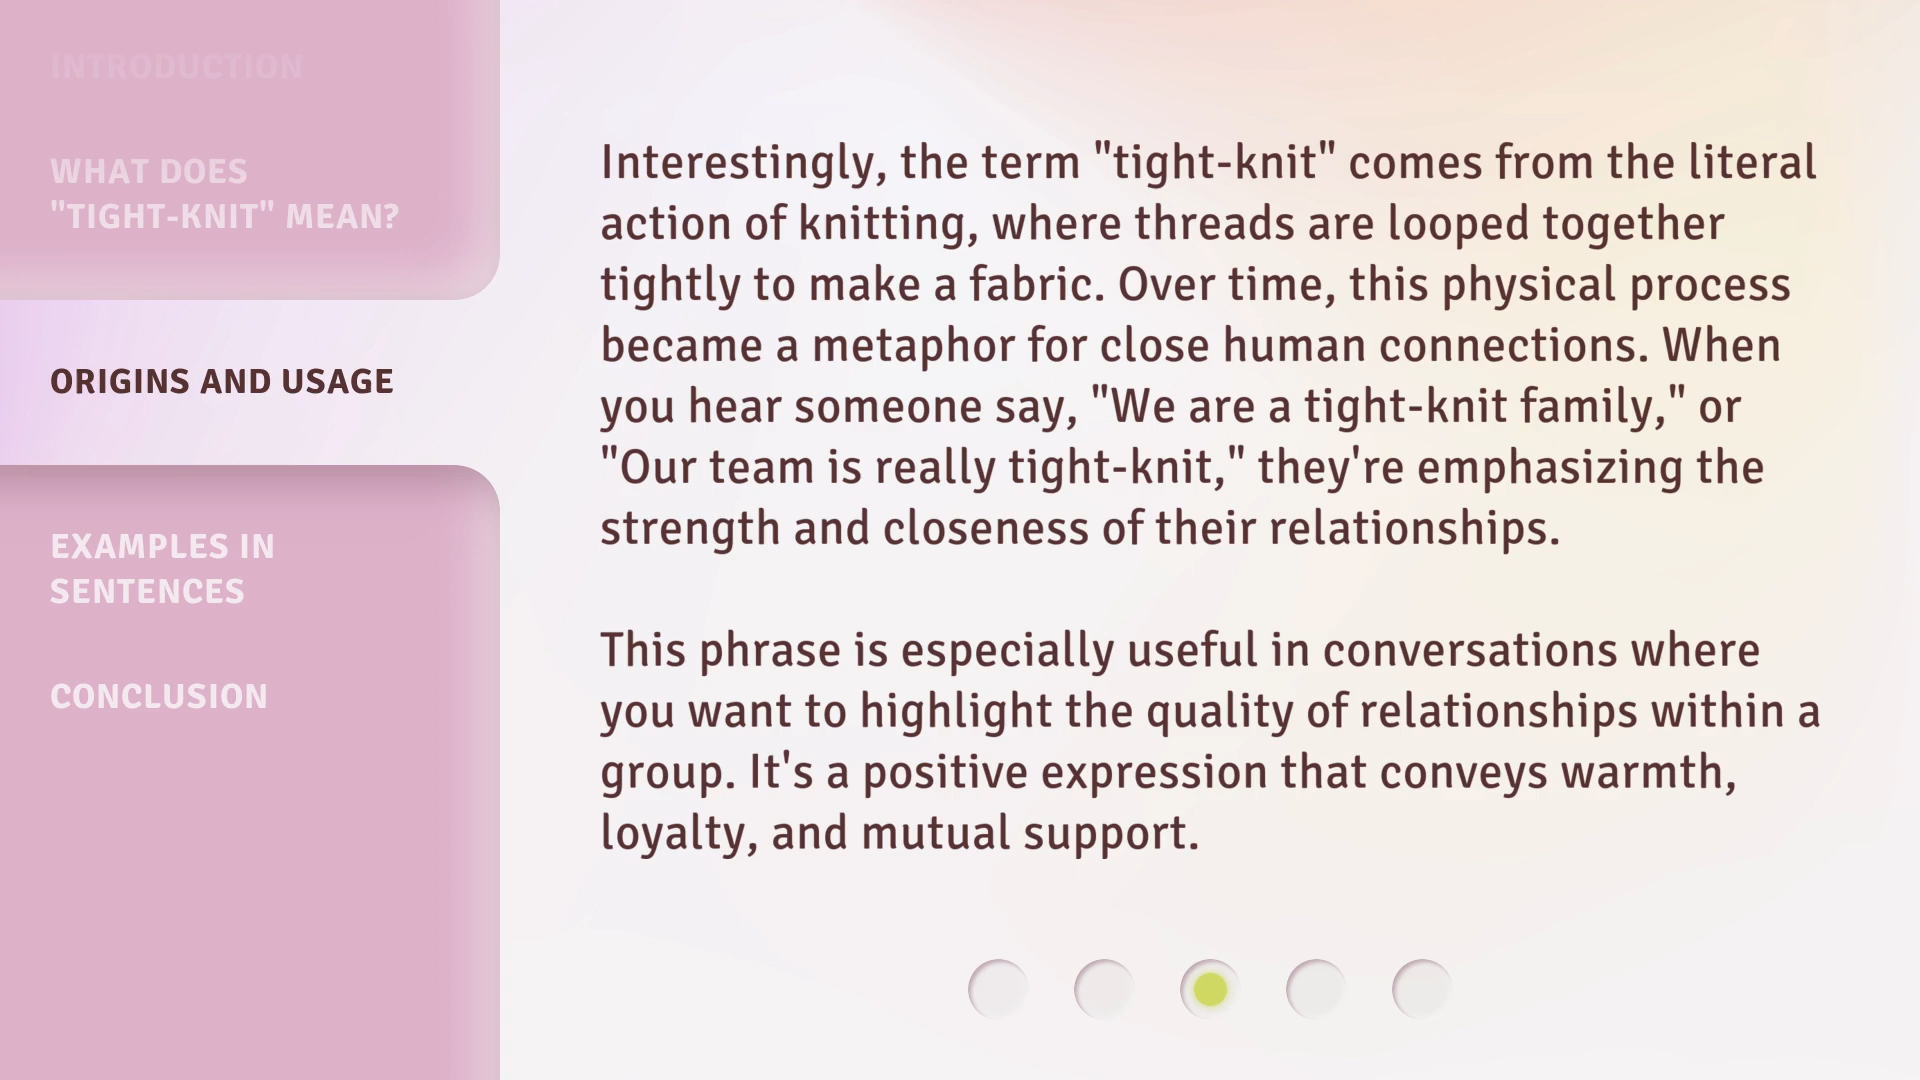 INTRODUCTION
WHAT DOES
"TIGHT-KNIT" MEAN?
ORIGINS AND USAGE
EXAMPLES IN
SENTENCES
CONCLUSION
Interestingly, the term "tight-knit" comes from the literal
action of knitting, where threads are looped together
tightly to make a fabric. Over time, this physical process
became a metaphor for close human connections. When
you hear someone say, "We are a tight-knit family," or
"Our team is really tight-knit," they're emphasizing the
strength and closeness of their relationships.
This phrase is especially useful in conversations where
you want to highlight the quality of relationships within a
group. It's a positive expression that conveys warmth,
loyalty, and mutual support.